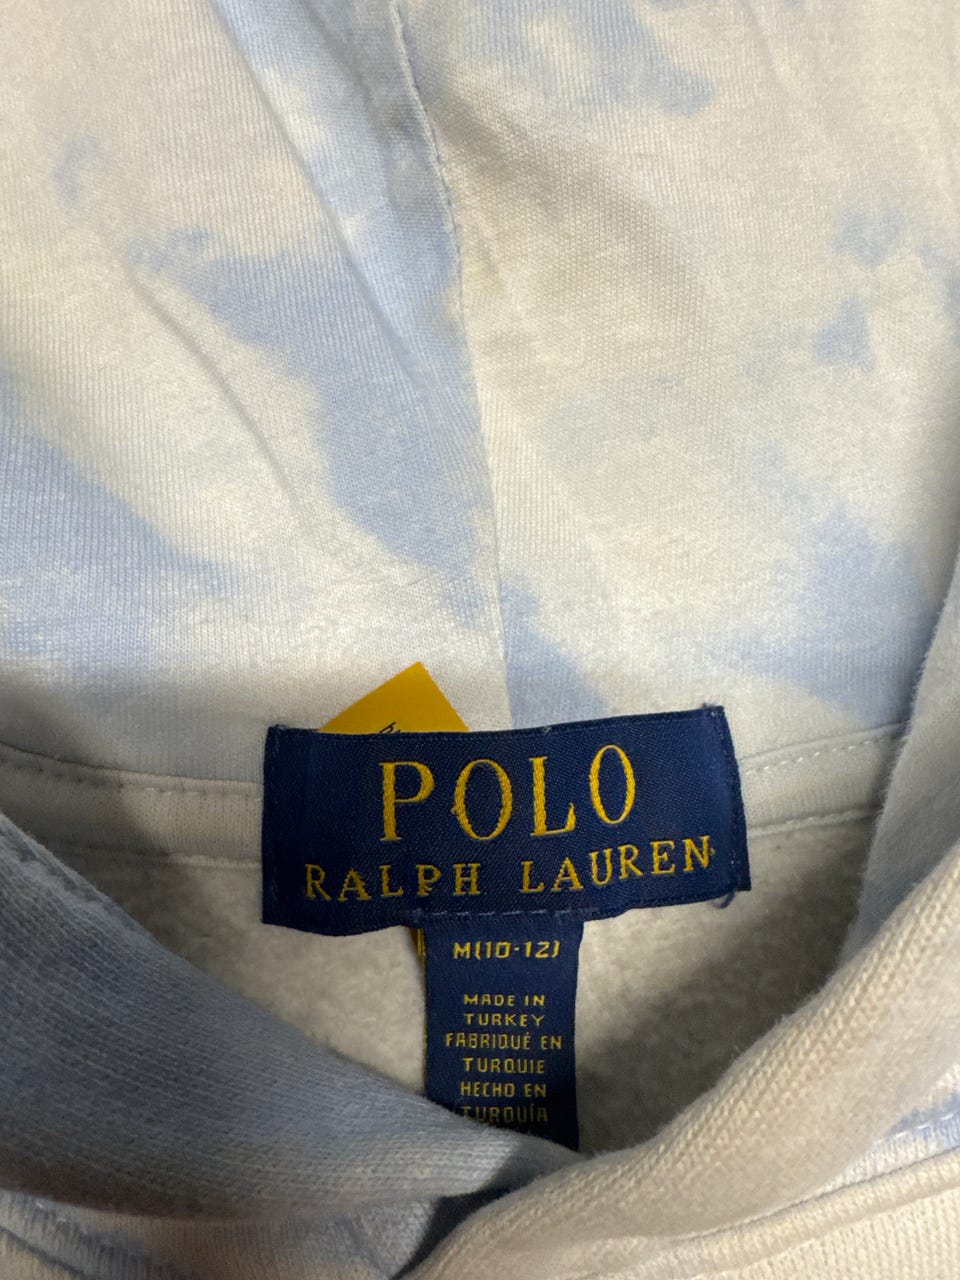 POLO
RALPH LAUREN
M(10-12)
MADE IN
TURKEY
FABRIQUÉ EN
TURQUIE
HECHO EN
TURQUÍA